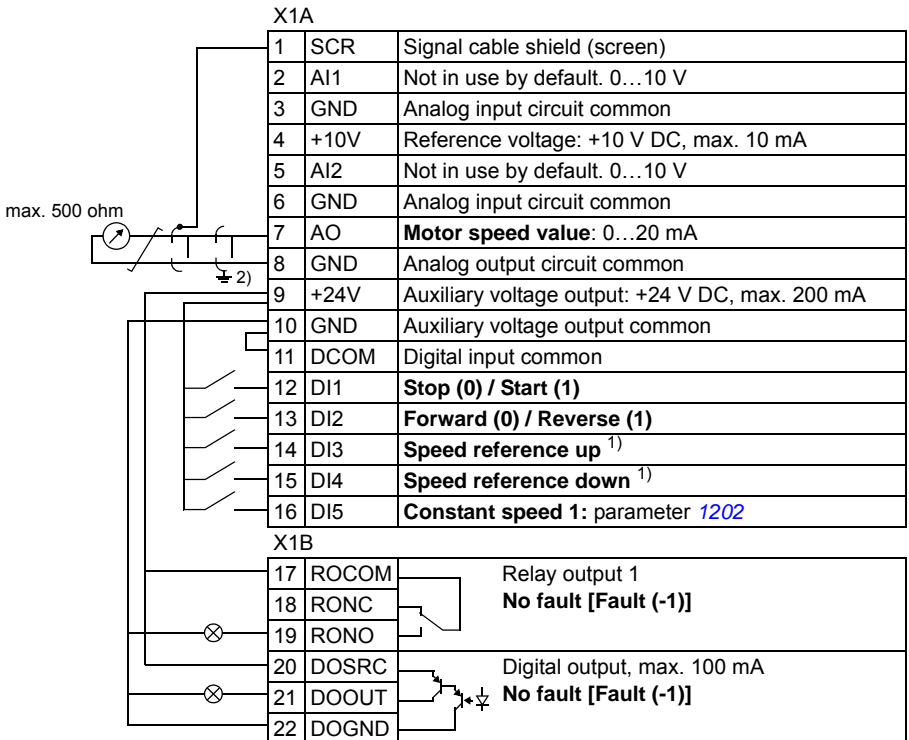 X1A
1 SCR Signal cable shield (screen)
2 AI1 Not in use by default. 0…10 V
3 GND Analog input circuit common
4 +10V Reference voltage: +10 V DC, max. 10 mA
5 AI2 Not in use by default. 0…10 V
6 GND Analog input circuit common
max. 500 ohm
7 AO Motor speed value: 0…20 mA
8 GND Analog output circuit common
2)
9 +24V Auxiliary voltage output: +24 V DC, max. 200 mA
10 GND Auxiliary voltage output common
11 DCOM Digital input common
12 DI1 Stop (0) / Start (1)
13 DI2 Forward (0) / Reverse (1)
14 DI3 Speed reference up 1)
15 DI4 Speed reference down 1)
16 DI5 Constant speed 1: parameter 1202
X1B
17 ROCOM Relay output 1
18 RONC No fault [Fault (-1)]
19 RONO
20 DOSRC Digital output, max. 100 mA
21 DOOUT No fault [Fault (-1)]
22 DOGND